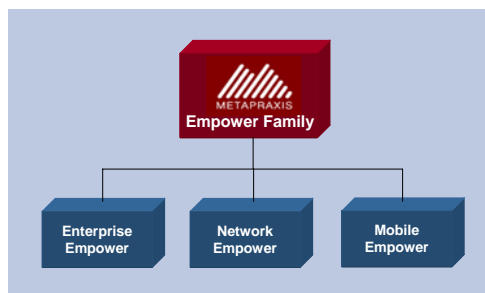 METAPRAXIS
Empower Family
Enterprise
Empower
Network
Empower
Mobile
Empower